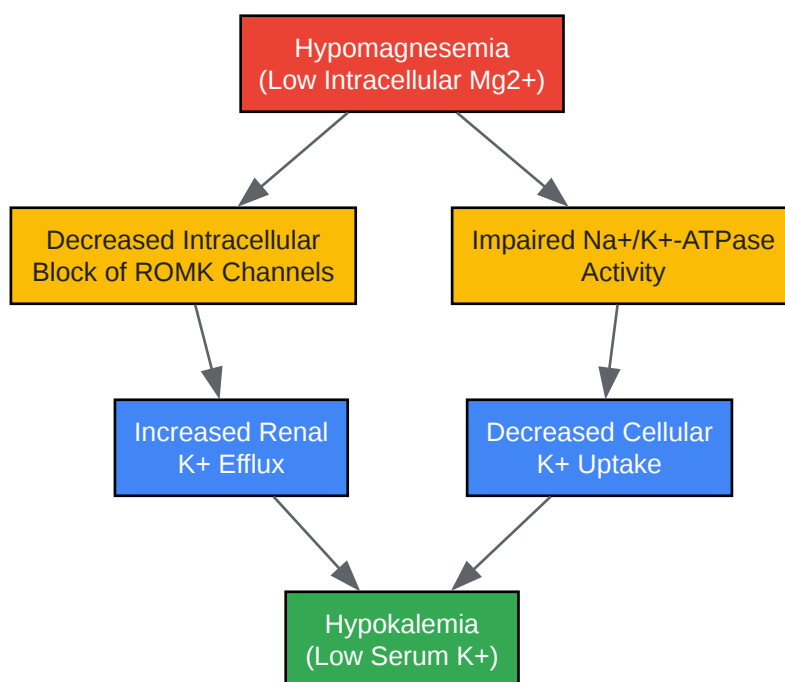 Hypomagnesemia
(Low Intracellular Mg2+)
Decreased Intracellular
Block of ROMK Channels
Impaired Na+/K+-ATPase
Activity
Increased Renal
K+ Efflux
Decreased Cellular
K+ Uptake
Hypokalemia
(Low Serum K+)